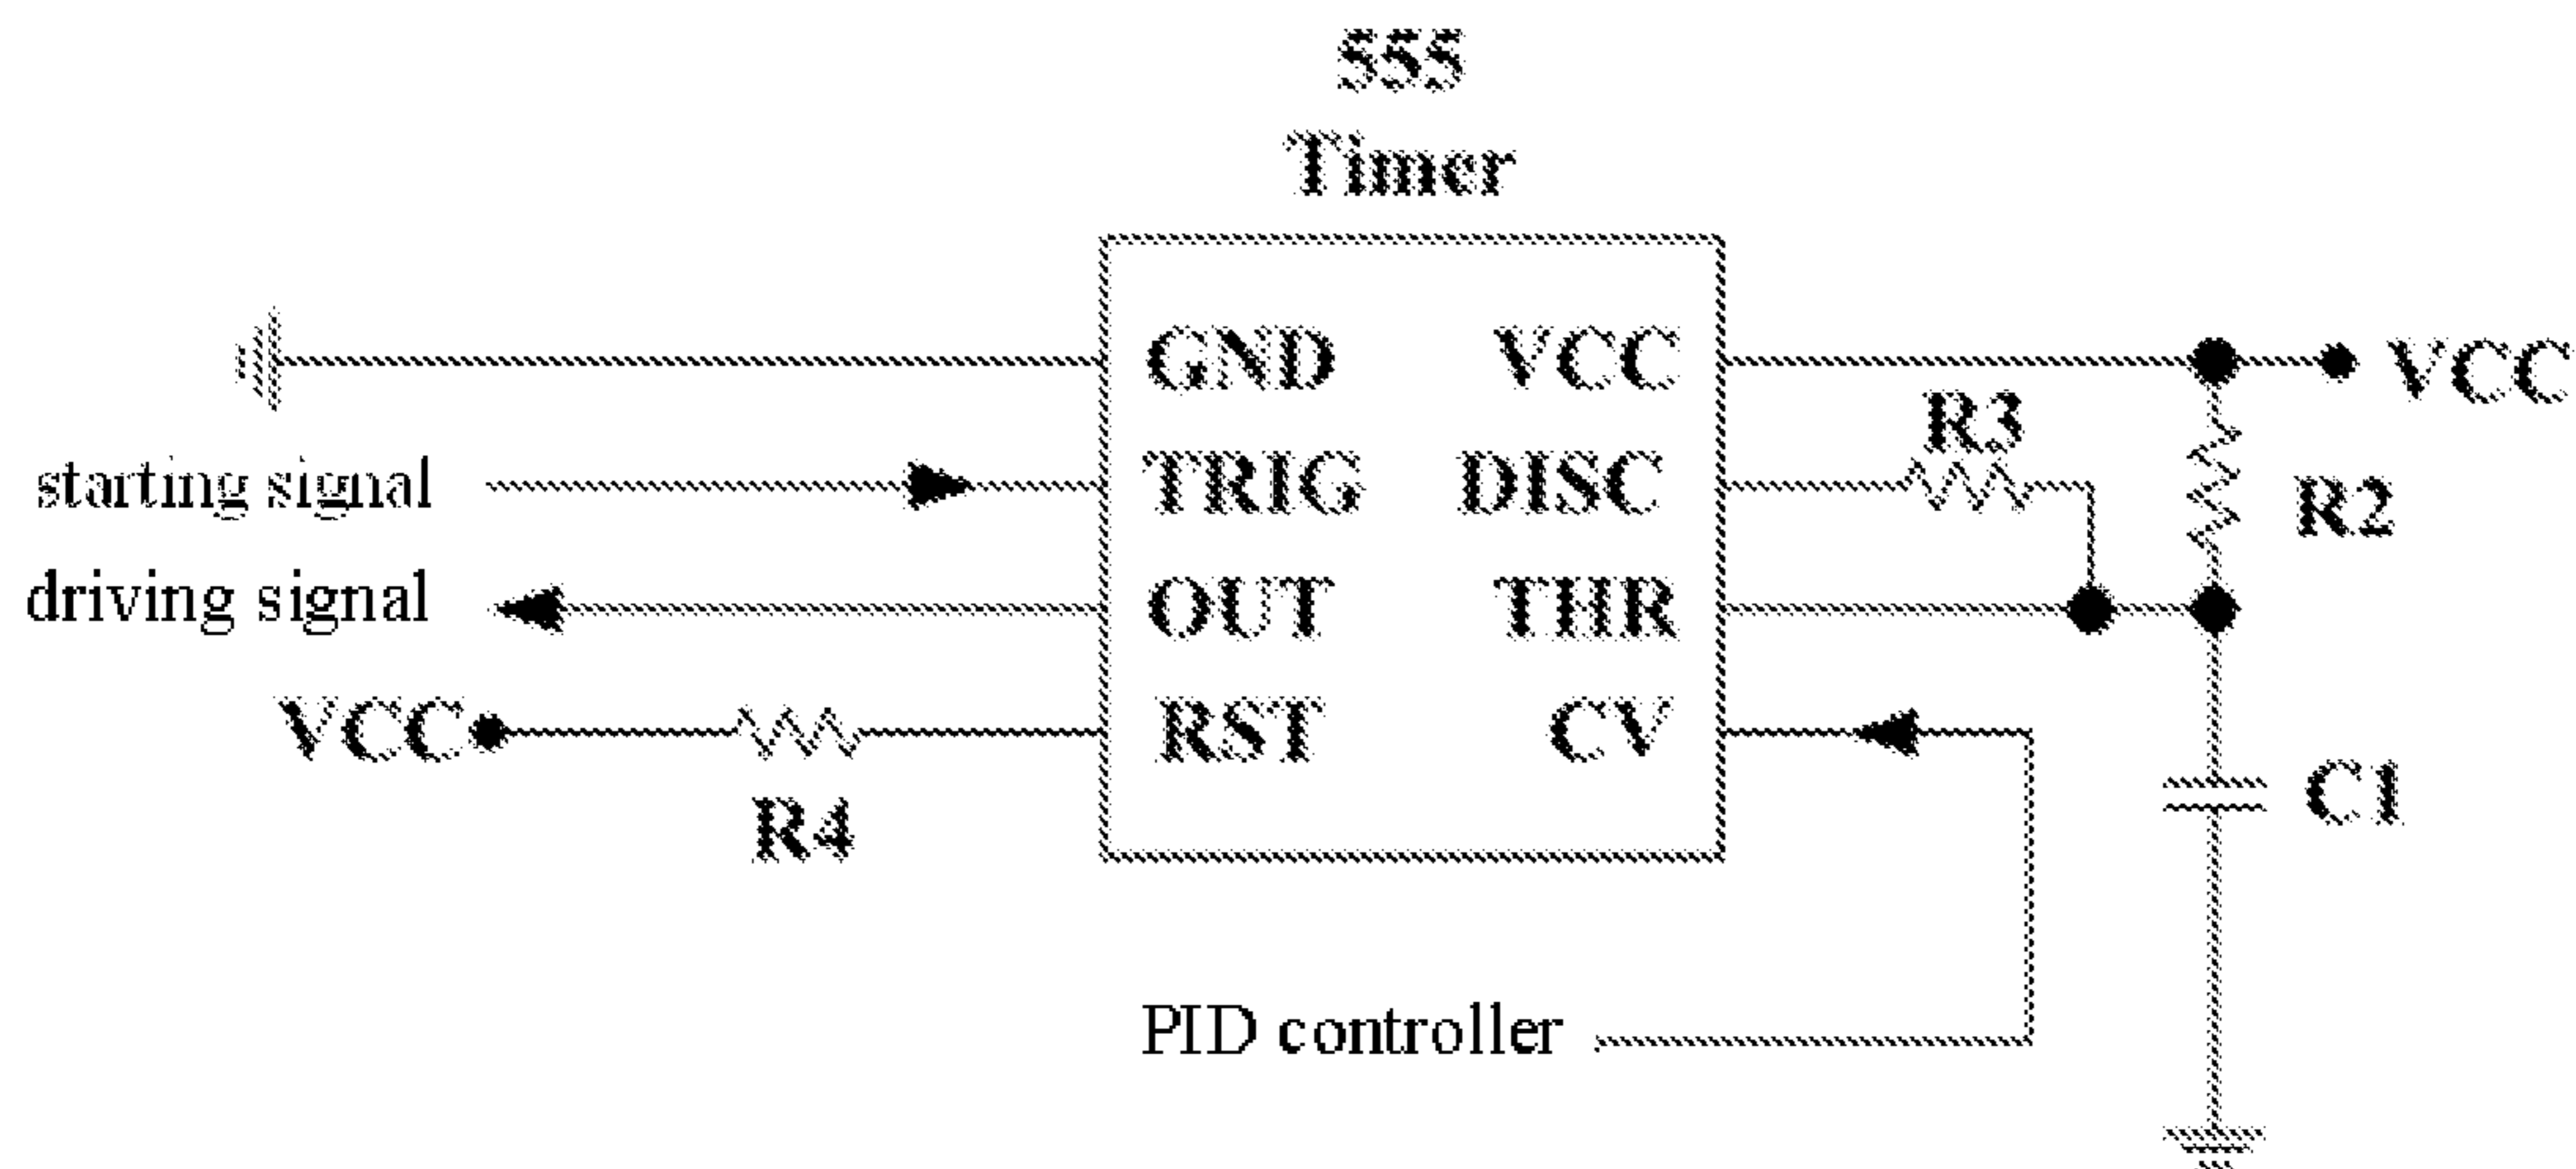 555
Timer
GND VCC
VCC
R3
starting signal
TRIG DISC
R2
driving signal
OUT THR
VCC
RST CV
R4
C1
PID controller